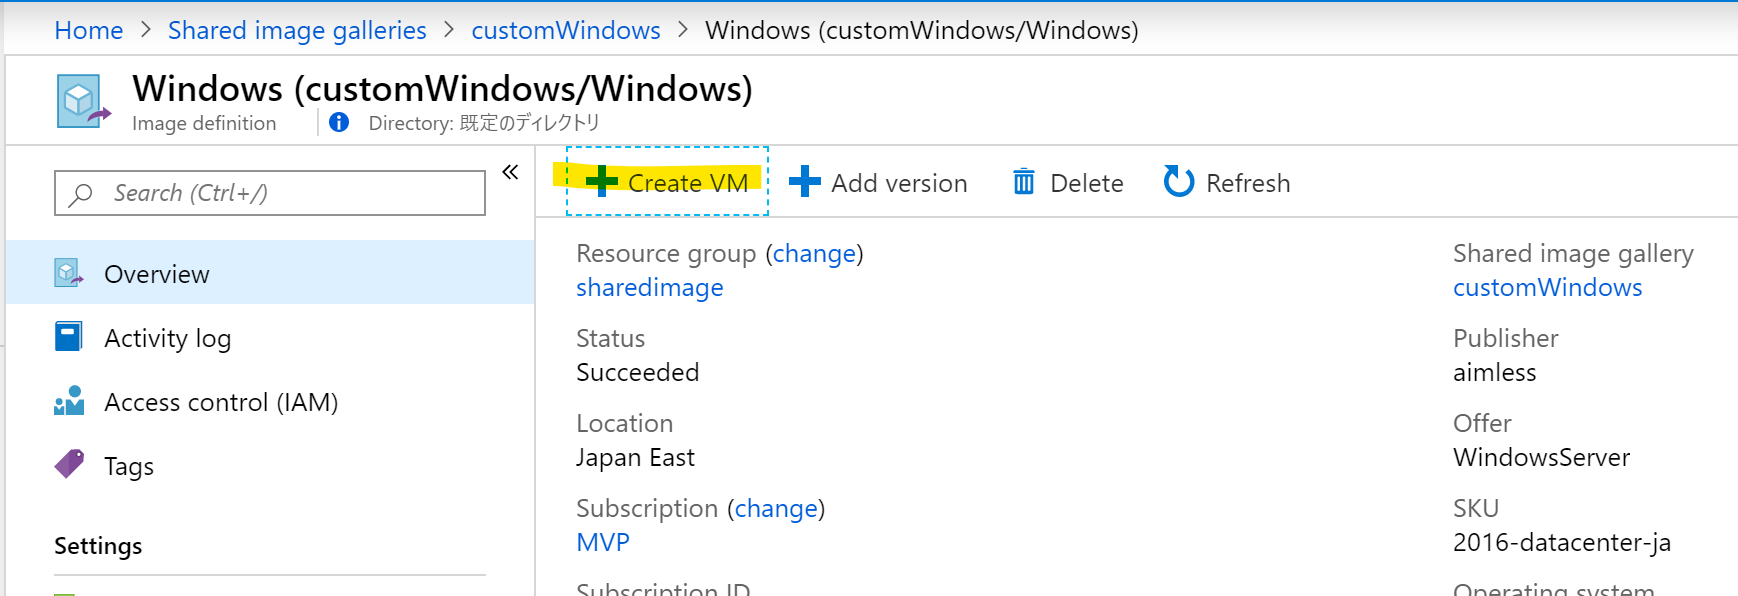 Home > Shared image galleries > customWindows > Windows (customWindows/Windows)
Windows (customWindows/Windows)
Image definition
Directory: 既定のディレクトリ
Search (Ctrl+/)
«
Create VM
Add version
Delete
Refresh
Overview
Activity log
Access control (IAM)
Tags
Settings
Resource group (change)
sharedimage
Status
Succeeded
Location
Japan East
Subscription (change)
MVP
Subscription ID
Shared image gallery
customWindows
Publisher
aimless
Offer
WindowsServer
SKU
2016-datacenter-ja
Operating system